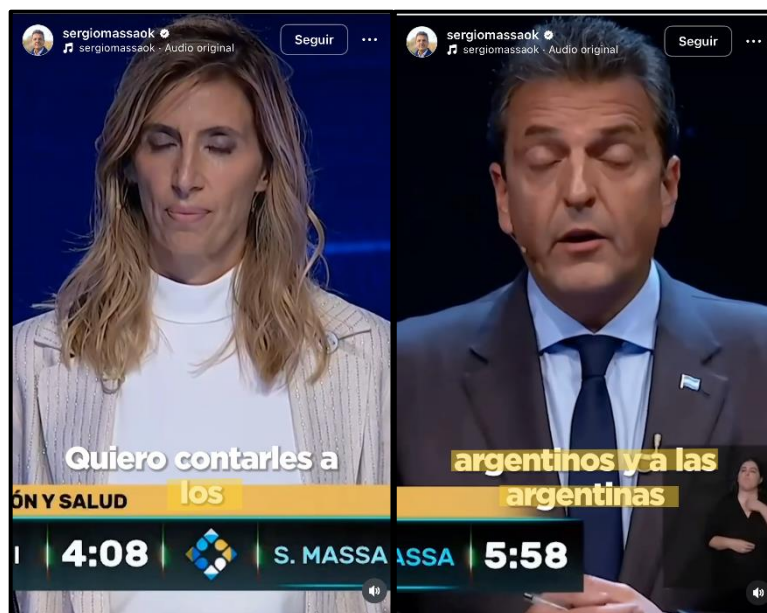 sergiomassaok
sergiomassaok · Audio original
Seguir
Quiero contarles a
los
ÓN Y SALUD
I 4:08 S. MASSA
sergiomassaok
sergiomassaok · Audio original
Seguir
argentinos y a las
argentinas
ASSA 5:58